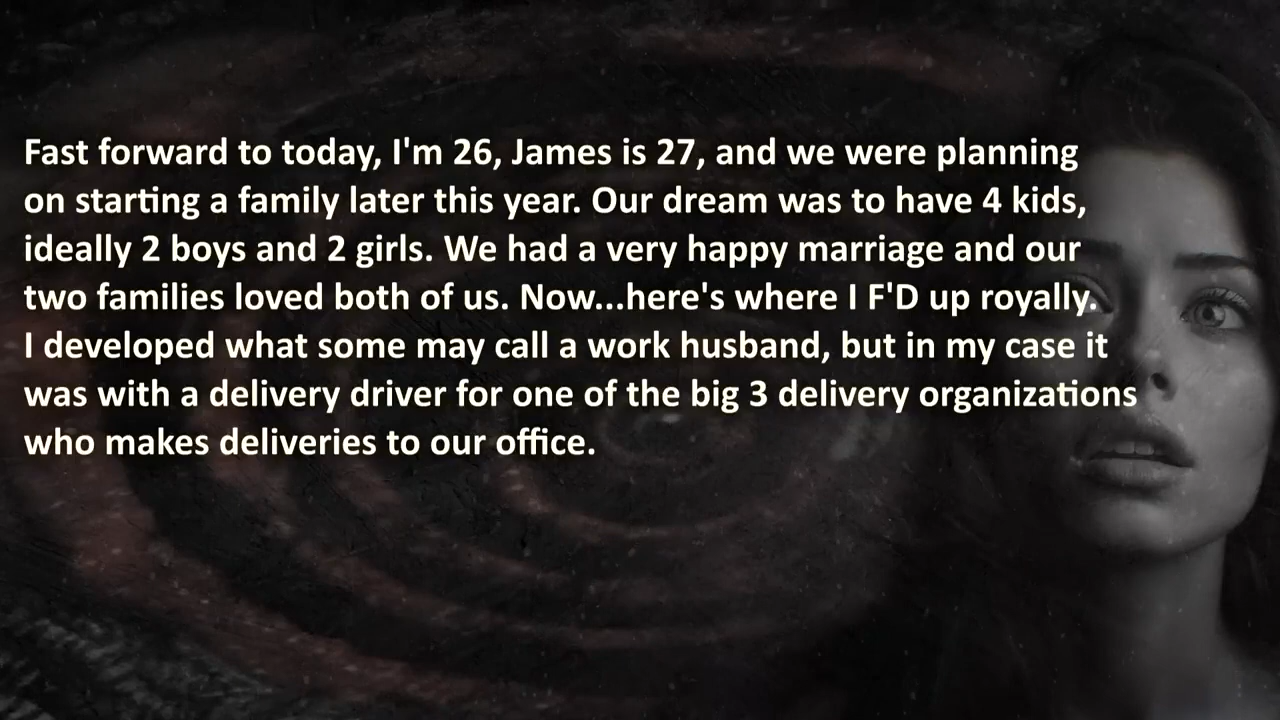 Fast forward to today, I'm 26, James is 27, and we were planning
on starting a family later this year. Our dream was to have 4 kids,
ideally 2 boys and 2 girls. We had a very happy marriage and our
two families loved both of us. Now...here's where I F'D up royally.
I developed what some may call a work husband, but in my case it
was with a delivery driver for one of the big 3 delivery organizations
who makes deliveries to our office.